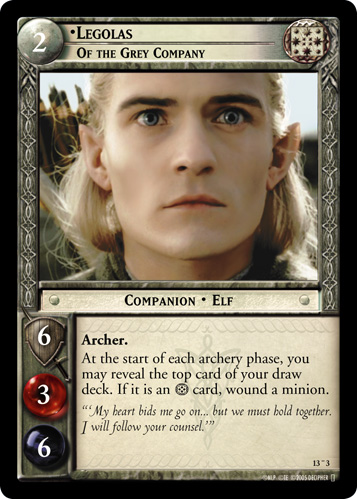 2
•Legolas
Of the Grey Company
Companion • Elf
6
3
6
Archer.
At the start of each archery phase, you
may reveal the top card of your draw
deck. If it is an card, wound a minion.
"'My heart bids me go on... but we must hold together.
I will follow your counsel.'"
13 3
©2005 DECIPHER